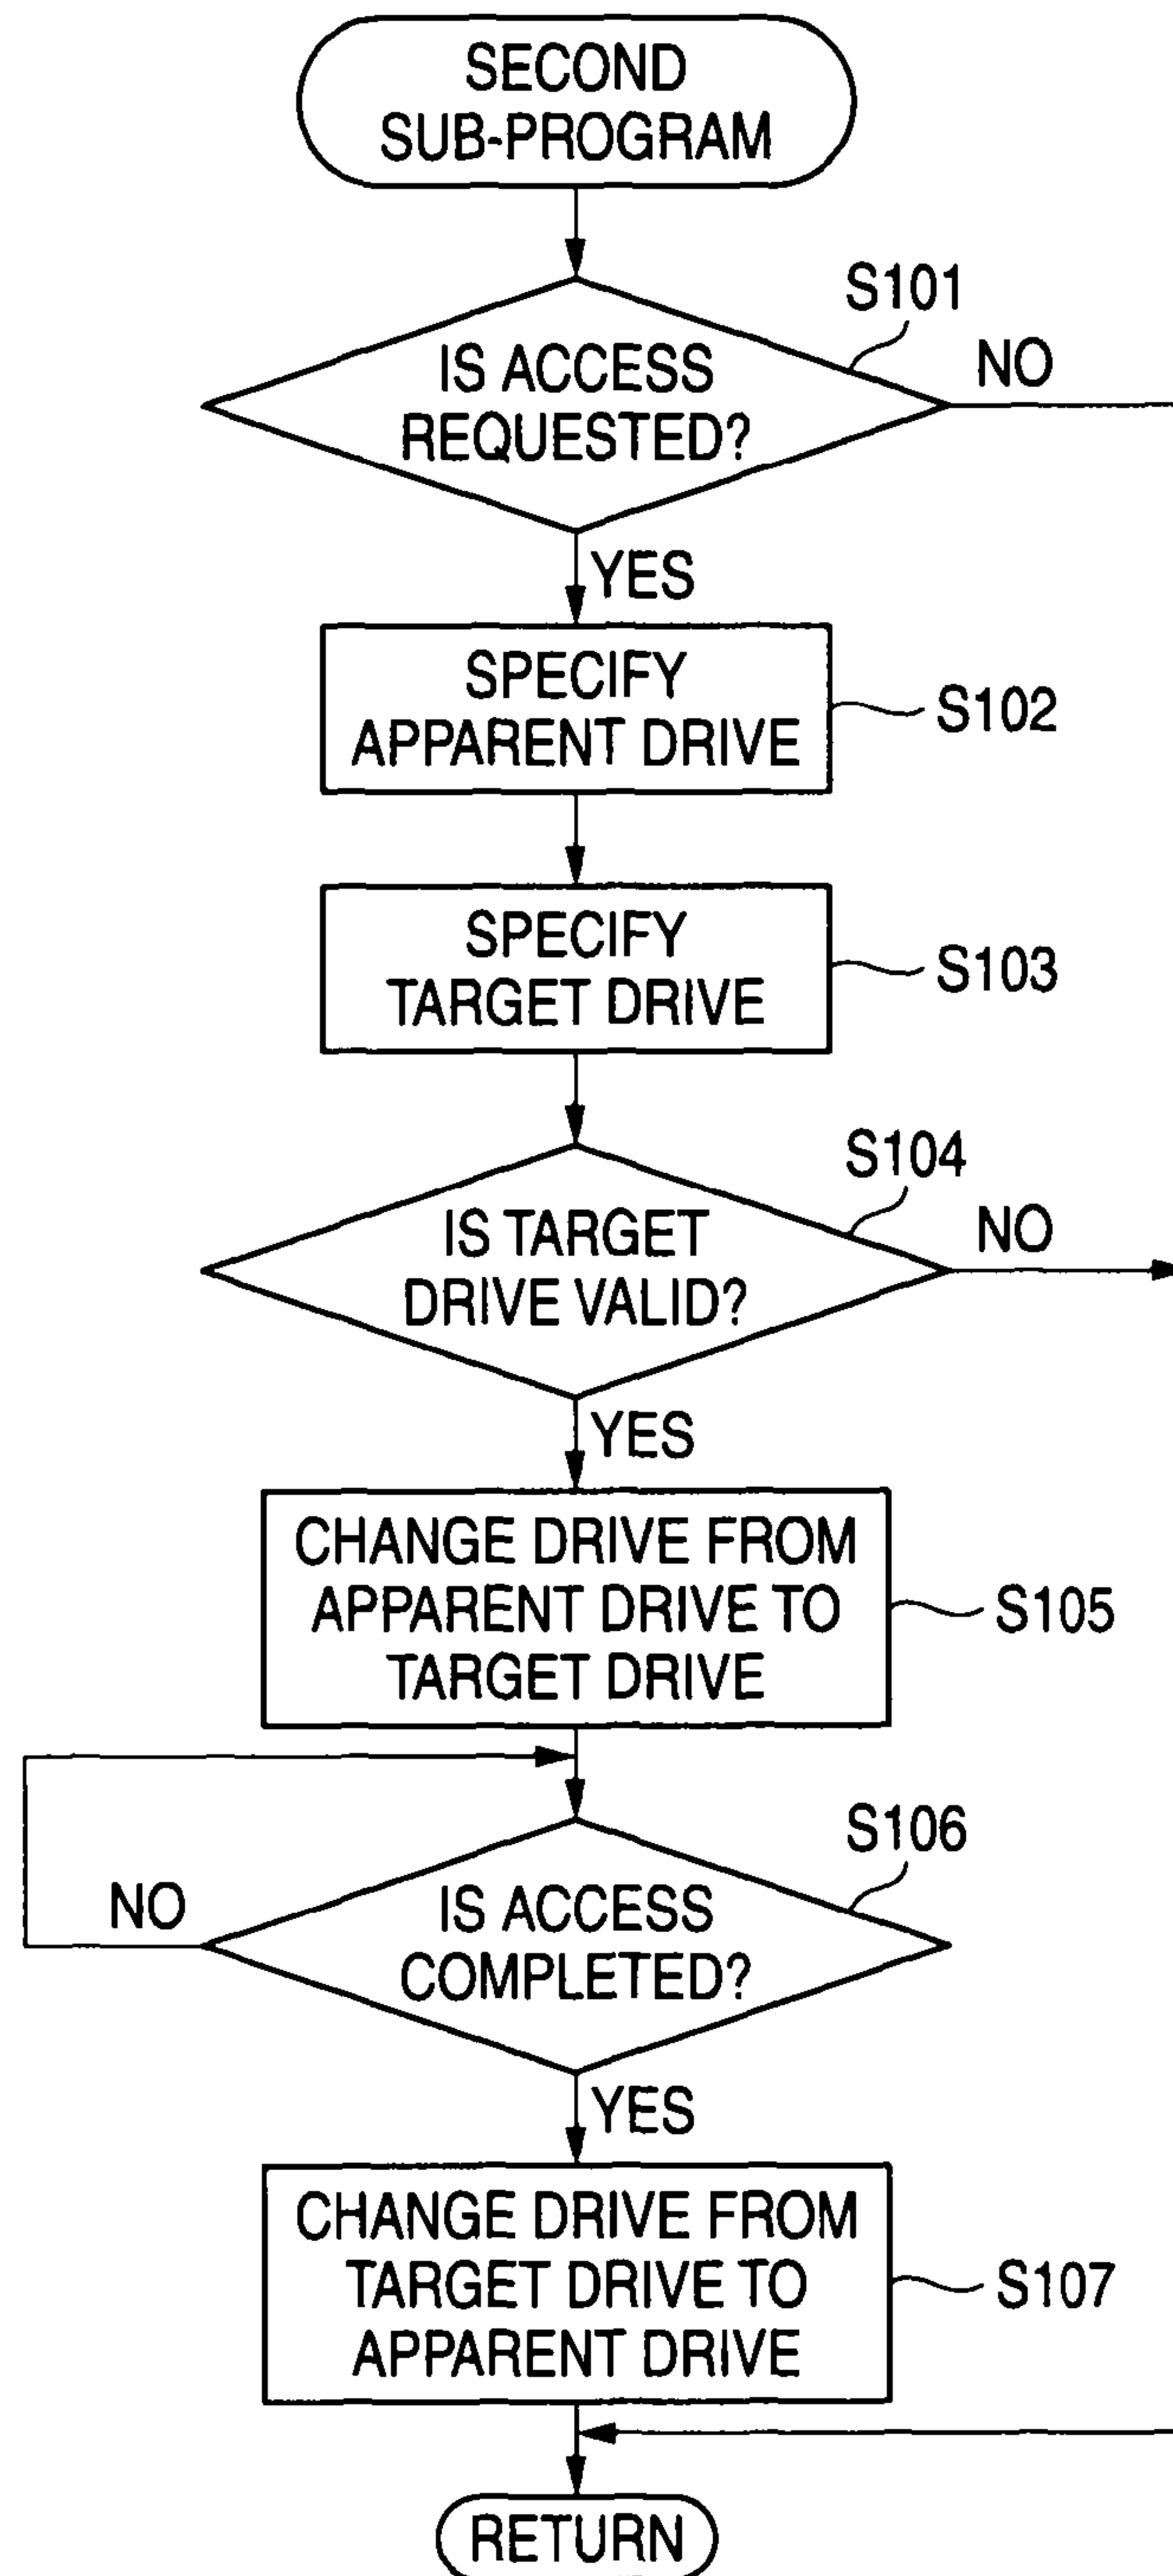 SECOND
SUB-PROGRAM
S101
IS ACCESS
REQUESTED?
NO
YES
SPECIFY
APPARENT DRIVE
S102
SPECIFY
TARGET DRIVE
S103
S104
IS TARGET
DRIVE VALID?
NO
YES
CHANGE DRIVE FROM
APPARENT DRIVE TO
TARGET DRIVE
S105
S106
IS ACCESS
COMPLETED?
NO
YES
CHANGE DRIVE FROM
TARGET DRIVE TO
APPARENT DRIVE
S107
RETURN